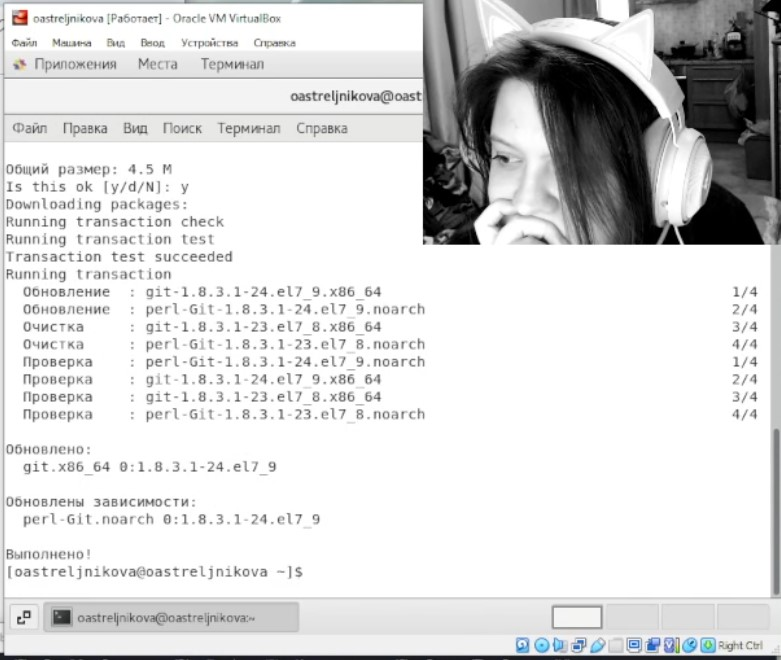 oastreljnikova [Работает] - Oracle VM VirtualBox
Файл Машина Вид Ввод Устройства Справка
Приложения Места Терминал
oastreljnikova@oast
Файл Правка Вид Поиск Терминал Справка
Общий размер: 4.5 M
Is this ok [y/d/N]: y
Downloading packages:
Running transaction check
Running transaction test
Transaction test succeeded
Running transaction
Обновление : git-1.8.3.1-24.el7_9.x86_64 1/4
Обновление : perl-Git-1.8.3.1-24.el7_9.noarch 2/4
Очистка : git-1.8.3.1-23.el7_8.x86_64 3/4
Очистка : perl-Git-1.8.3.1-23.el7_8.noarch 4/4
Проверка : perl-Git-1.8.3.1-24.el7_9.noarch 1/4
Проверка : git-1.8.3.1-24.el7_9.x86_64 2/4
Проверка : git-1.8.3.1-23.el7_8.x86_64 3/4
Проверка : perl-Git-1.8.3.1-23.el7_8.noarch 4/4
Обновлено:
git.x86_64 0:1.8.3.1-24.el7_9
Обновлены зависимости:
perl-Git.noarch 0:1.8.3.1-24.el7_9
Выполнено!
[oastreljnikova@oastreljnikova ~]$
oastreljnikova@oastreljnikova:~
Right Ctrl